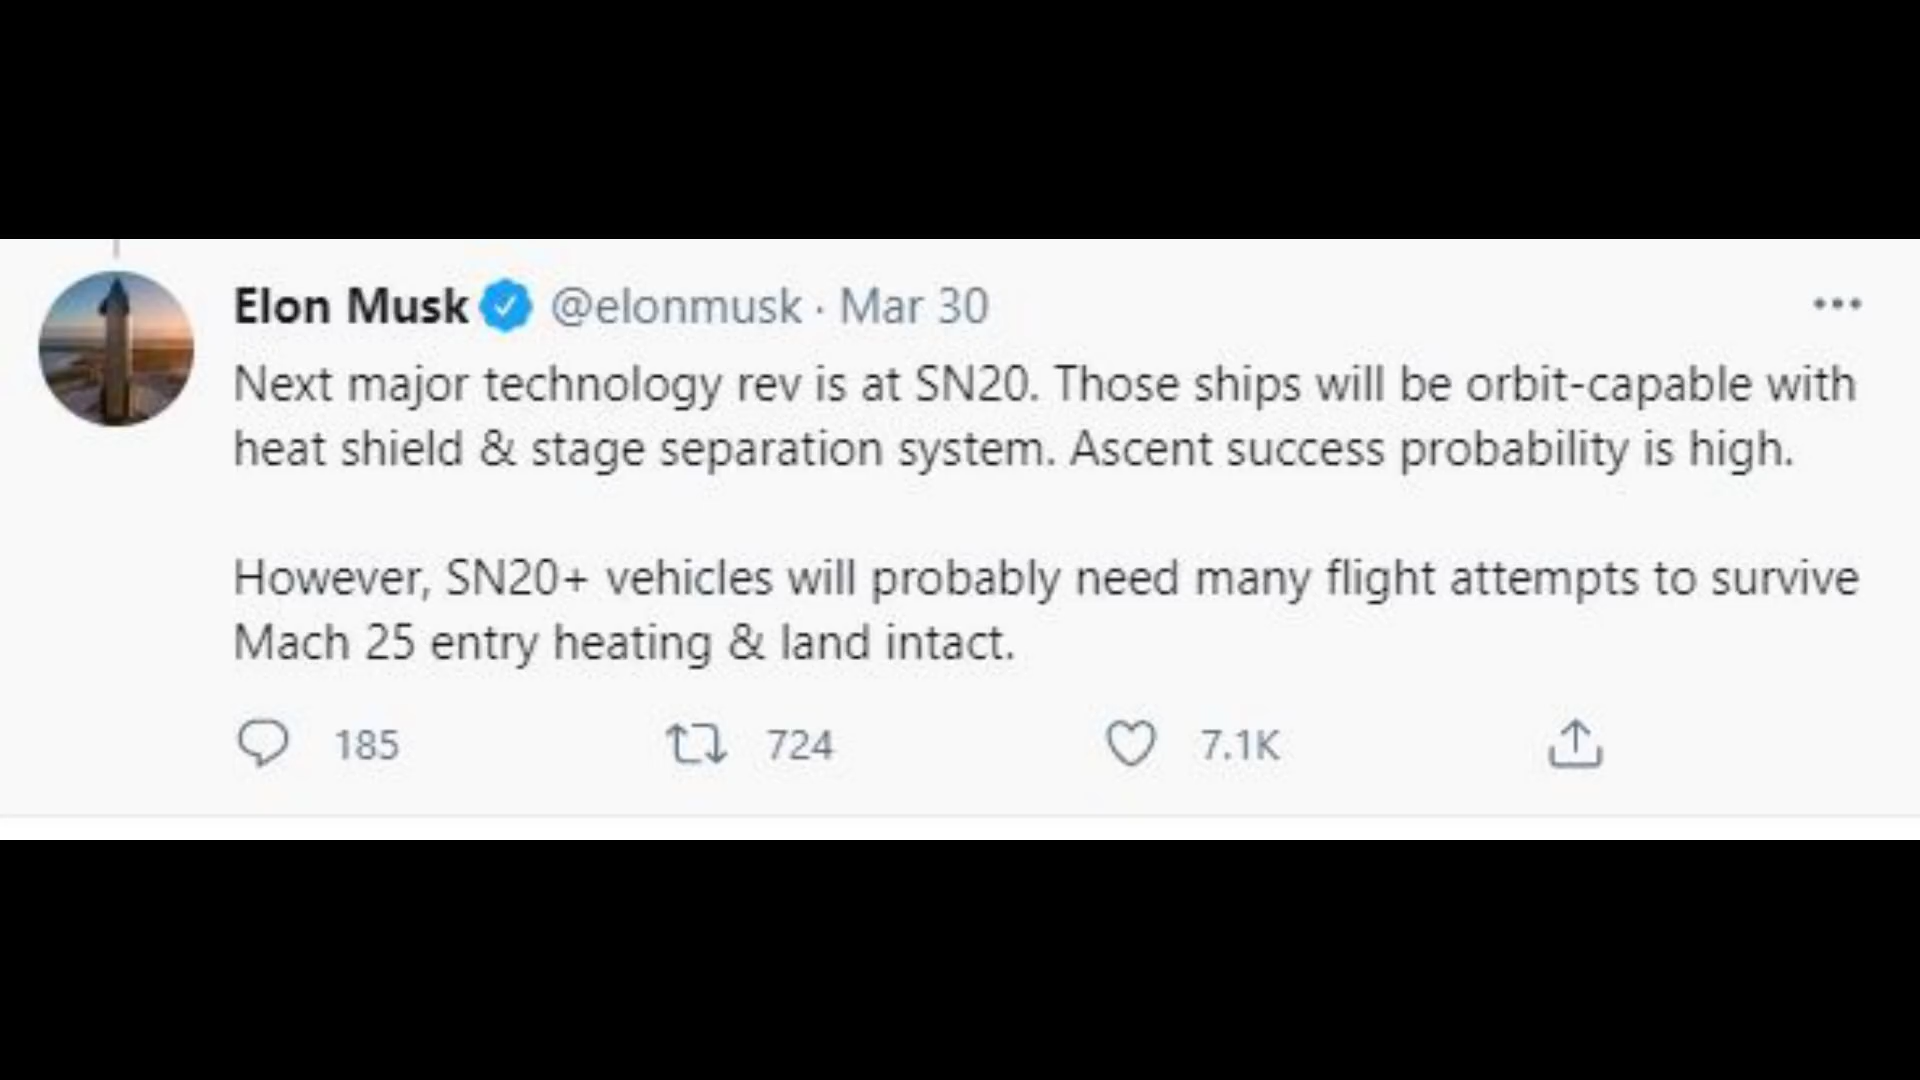 Elon Musk @elonmusk · Mar 30
Next major technology rev is at SN20. Those ships will be orbit-capable with
heat shield & stage separation system. Ascent success probability is high.
However, SN20+ vehicles will probably need many flight attempts to survive
Mach 25 entry heating & land intact.
185 724 7.1K